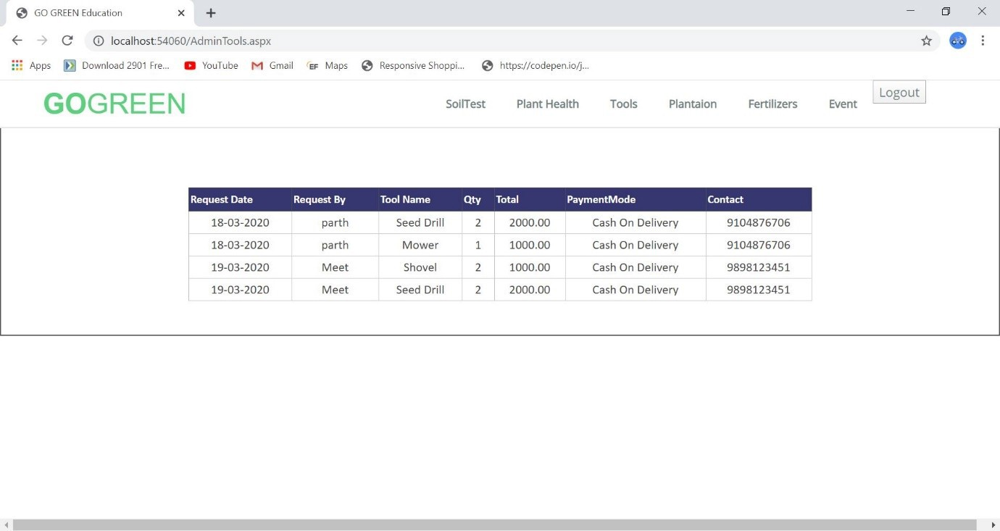 GO GREEN Education
localhost:54060/AdminTools.aspx
Apps Download 2901 Fre... YouTube Gmail EF Maps Responsive Shoppi... https://codepen.io/j...
GOGREEN SoilTest Plant Health Tools Plantaion Fertilizers Event Logout
Request Date Request By Tool Name Qty Total PaymentMode Contact
18-03-2020 parth Seed Drill 2 2000.00 Cash On Delivery 9104876706
18-03-2020 parth Mower 1 1000.00 Cash On Delivery 9104876706
19-03-2020 Meet Shovel 2 1000.00 Cash On Delivery 9898123451
19-03-2020 Meet Seed Drill 2 2000.00 Cash On Delivery 9898123451